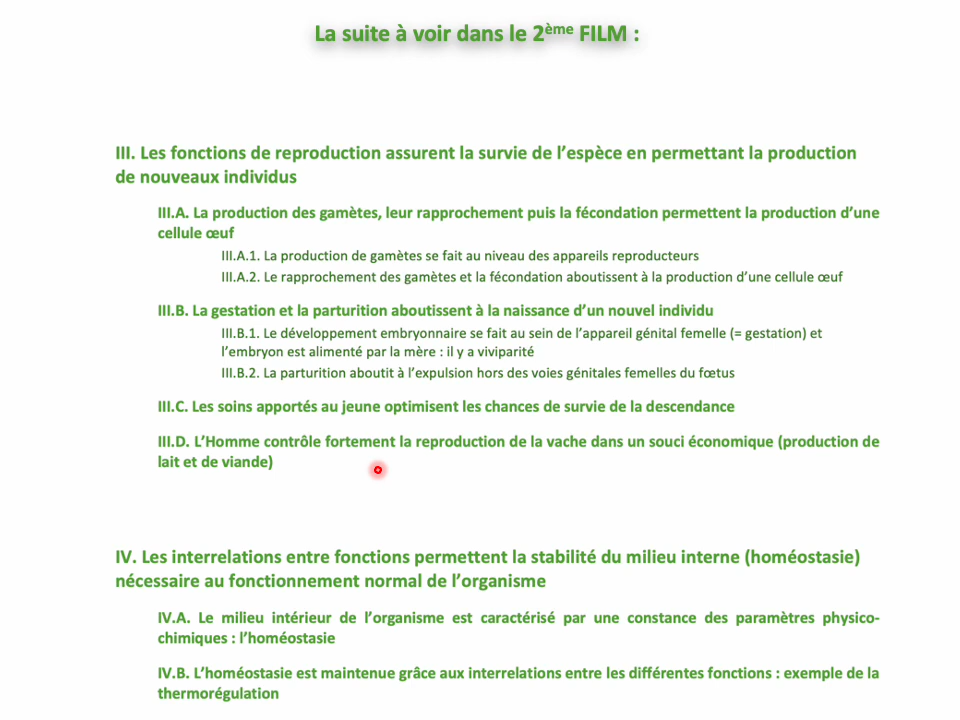 La suite à voir dans le 2ème FILM :
III. Les fonctions de reproduction assurent la survie de l’espèce en permettant la production
de nouveaux individus
III.A. La production des gamètes, leur rapprochement puis la fécondation permettent la production d’une
cellule œuf
III.A.1. La production de gamètes se fait au niveau des appareils reproducteurs
III.A.2. Le rapprochement des gamètes et la fécondation aboutissent à la production d’une cellule œuf
III.B. La gestation et la parturition aboutissent à la naissance d’un nouvel individu
III.B.1. Le développement embryonnaire se fait au sein de l’appareil génital femelle (= gestation) et
l’embryon est alimenté par la mère : il y a viviparité
III.B.2. La parturition aboutit à l’expulsion hors des voies génitales femelles du fœtus
III.C. Les soins apportés au jeune optimisent les chances de survie de la descendance
III.D. L’Homme contrôle fortement la reproduction de la vache dans un souci économique (production de
lait et de viande)
IV. Les interrelations entre fonctions permettent la stabilité du milieu interne (homéostasie)
nécessaire au fonctionnement normal de l’organisme
IV.A. Le milieu intérieur de l’organisme est caractérisé par une constance des paramètres physico-
chimiques : l’homéostasie
IV.B. L’homéostasie est maintenue grâce aux interrelations entre les différentes fonctions : exemple de la
thermorégulation